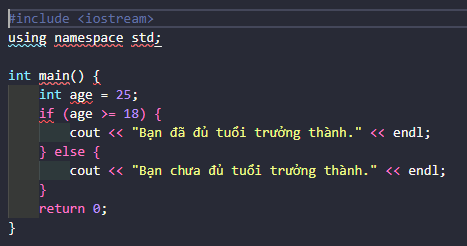 #include <iostream>
using namespace std;

int main() {
    int age = 25;
    if (age >= 18) {
        cout << "Bạn đã đủ tuổi trưởng thành." << endl;
    } else {
        cout << "Bạn chưa đủ tuổi trưởng thành." << endl;
    }
    return 0;
}